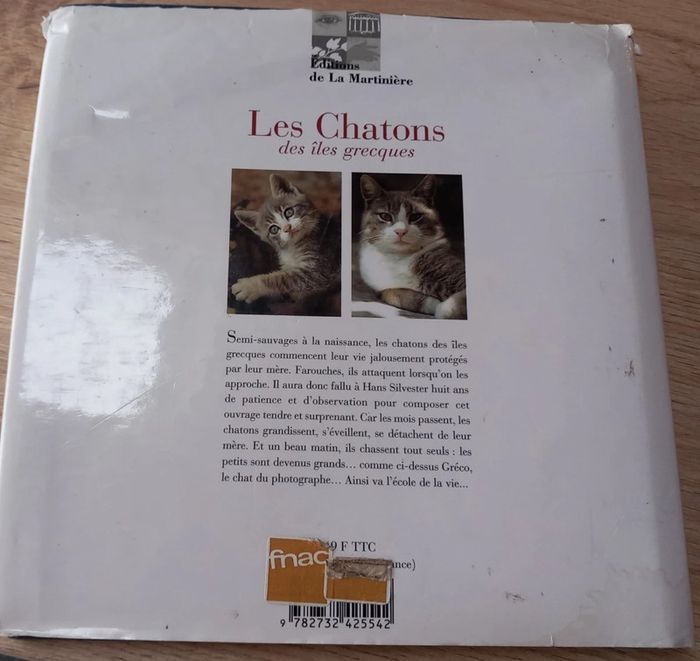 Éditions
de La Martinière
Les Chatons
des îles grecques
Semi-sauvages à la naissance, les chatons des îles
grecques commencent leur vie jalousement protégés
par leur mère. Farouches, ils attaquent lorsqu'on les
approche. Il aura donc fallu à Hans Silvester huit ans
de patience et d'observation pour composer cet
ouvrage tendre et surprenant. Car les mois passent, les
chatons grandissent, s'éveillent, se détachent de leur
mère. Et un beau matin, ils chassent tout seuls : les
petits sont devenus grands... comme ci-dessus Gréco,
le chat du photographe... Ainsi va l'école de la vie...
9 F TTC
fnac
9 782732 425542